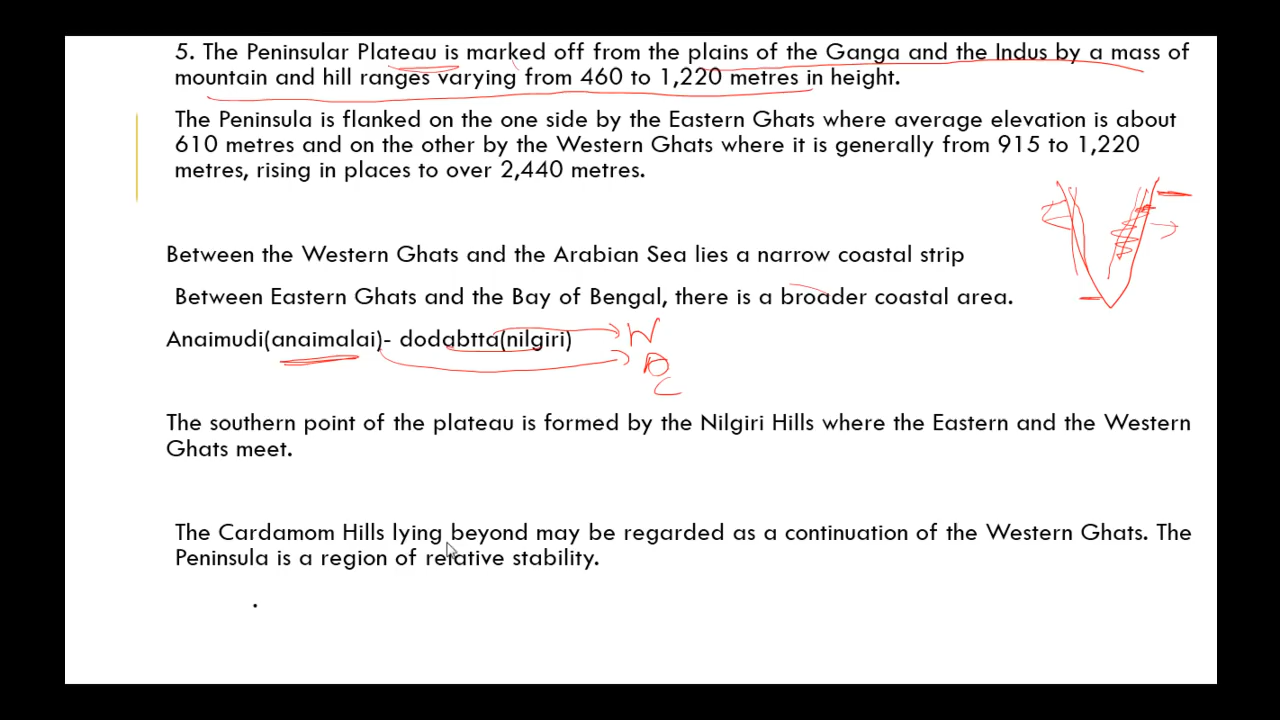 5. The Peninsular Plateau is marked off from the plains of the Ganga and the Indus by a mass of
mountain and hill ranges varying from 460 to 1,220 metres in height.
The Peninsula is flanked on the one side by the Eastern Ghats where average elevation is about
610 metres and on the other by the Western Ghats where it is generally from 915 to 1,220
metres, rising in places to over 2,440 metres.
Between the Western Ghats and the Arabian Sea lies a narrow coastal strip
Between Eastern Ghats and the Bay of Bengal, there is a broader coastal area.
Anaimudi(anaimalai)- dodabtta(nilgiri)
W
C
The southern point of the plateau is formed by the Nilgiri Hills where the Eastern and the Western
Ghats meet.
The Cardamom Hills lying beyond may be regarded as a continuation of the Western Ghats. The
Peninsula is a region of relative stability.
.